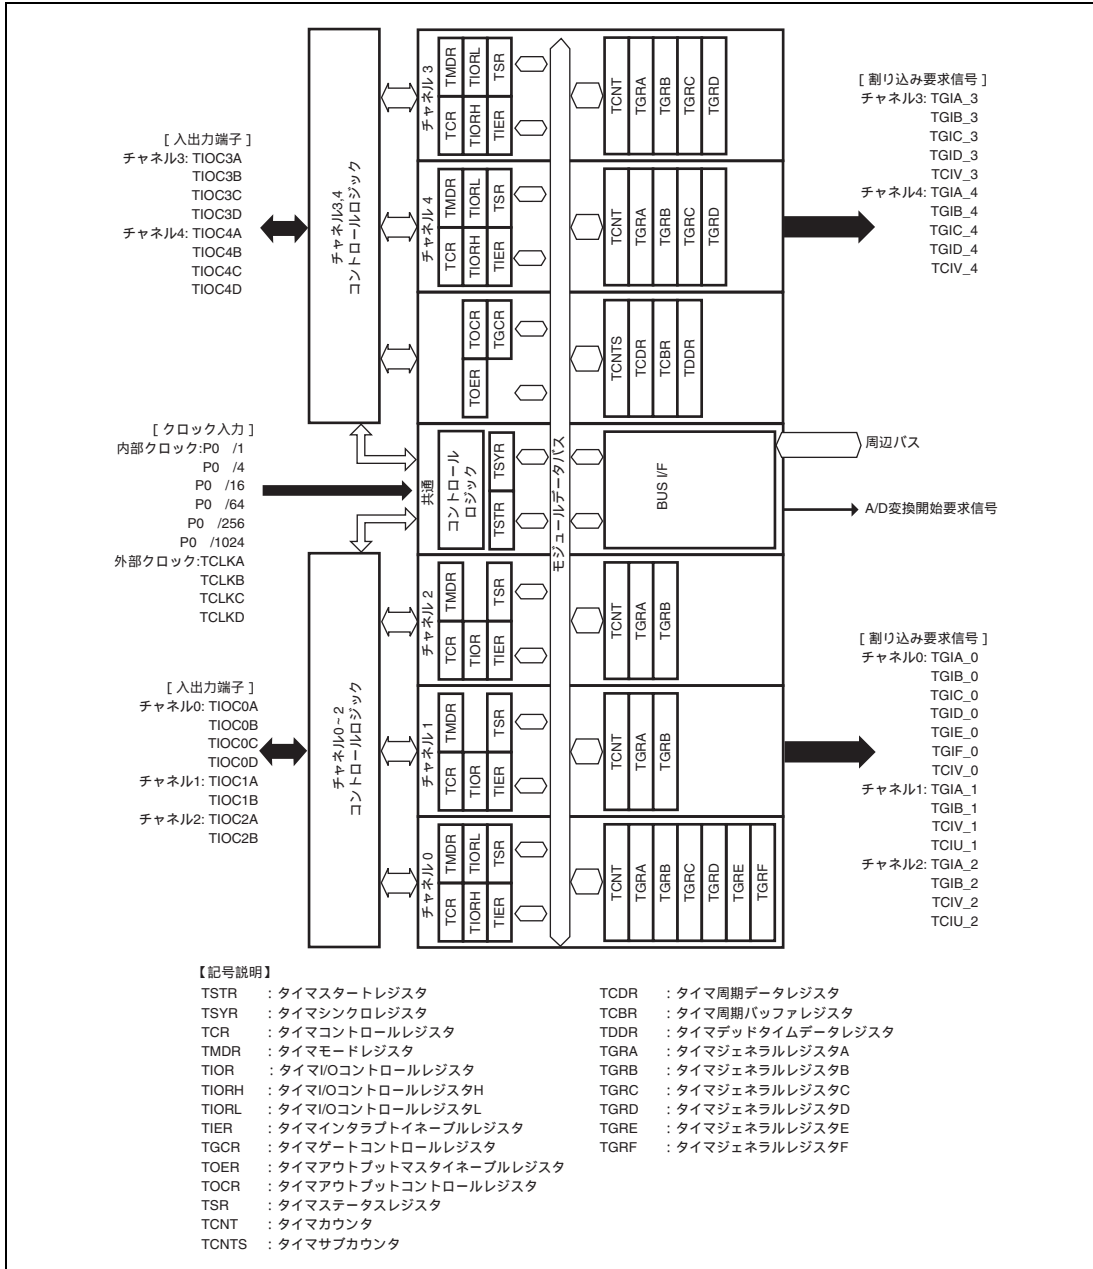 [ 入出力端子 ]
チャネル3: TIOC3A
TIOC3B
TIOC3C
TIOC3D
チャネル4: TIOC4A
TIOC4B
TIOC4C
TIOC4D
[ クロック入力 ]
内部クロック:P0 /1
P0 /4
P0 /16
P0 /64
P0 /256
P0 /1024
外部クロック:TCLKA
TCLKB
TCLKC
TCLKD
[ 入出力端子 ]
チャネル0: TIOC0A
TIOC0B
TIOC0C
TIOC0D
チャネル1: TIOC1A
TIOC1B
チャネル2: TIOC2A
TIOC2B
チャネル3,4
コントロールロジック
チャネル0~2
コントロールロジック
チャネル 3
TMDR
TIORL
TSR
TCR
TIORH
TIER
TCNT
TGRA
TGRB
TGRC
TGRD
チャネル 4
TMDR
TIORL
TSR
TCR
TIORH
TIER
TCNT
TGRA
TGRB
TGRC
TGRD
TOCR
TGCR
TOER
TCNTS
TCDR
TCBR
TDDR
共通
コントロール
ロジック
TSYR
TSTR
モジュールデータバス
BUS I/F
チャネル 2
TMDR
TSR
TCR
TIOR
TIER
TCNT
TGRA
TGRB
チャネル 1
TMDR
TSR
TCR
TIOR
TIER
TCNT
TGRA
TGRB
チャネル 0
TMDR
TIORL
TSR
TCR
TIORH
TIER
TCNT
TGRA
TGRB
TGRC
TGRD
TGRE
TGRF
[ 割り込み要求信号 ]
チャネル3: TGIA_3
TGIB_3
TGIC_3
TGID_3
TCIV_3
チャネル4: TGIA_4
TGIB_4
TGIC_4
TGID_4
TCIV_4
周辺バス
A/D変換開始要求信号
[ 割り込み要求信号 ]
チャネル0: TGIA_0
TGIB_0
TGIC_0
TGID_0
TGIE_0
TGIF_0
TCIV_0
チャネル1: TGIA_1
TGIB_1
TCIV_1
TCIU_1
チャネル2: TGIA_2
TGIB_2
TCIV_2
TCIU_2
【記号説明】
TSTR : タイマスタートレジスタ
TSYR : タイマシンクロレジスタ
TCR : タイマコントロールレジスタ
TMDR : タイマモードレジスタ
TIOR : タイマI/Oコントロールレジスタ
TIORH : タイマI/OコントロールレジスタH
TIORL : タイマI/OコントロールレジスタL
TIER : タイマインタラプトイネーブルレジスタ
TGCR : タイマゲートコントロールレジスタ
TOER : タイマアウトプットマスタイネーブルレジスタ
TOCR : タイマアウトプットコントロールレジスタ
TSR : タイマステータスレジスタ
TCNT : タイマカウンタ
TCNTS : タイマサブカウンタ
TCDR : タイマ周期データレジスタ
TCBR : タイマ周期バッファレジスタ
TDDR : タイマデッドタイムデータレジスタ
TGRA : タイマジェネラルレジスタA
TGRB : タイマジェネラルレジスタB
TGRC : タイマジェネラルレジスタC
TGRD : タイマジェネラルレジスタD
TGRE : タイマジェネラルレジスタE
TGRF : タイマジェネラルレジスタF